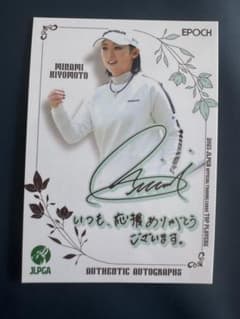 EPOCH
MINAMI
HIYOMOTO
2023 JLPGA OFFICIAL TRADING CARDS TOP PLAYERS
いつも、応援ありがとう
ございます。
JLPGA
AUTHENTIC AUTOGRAPHS